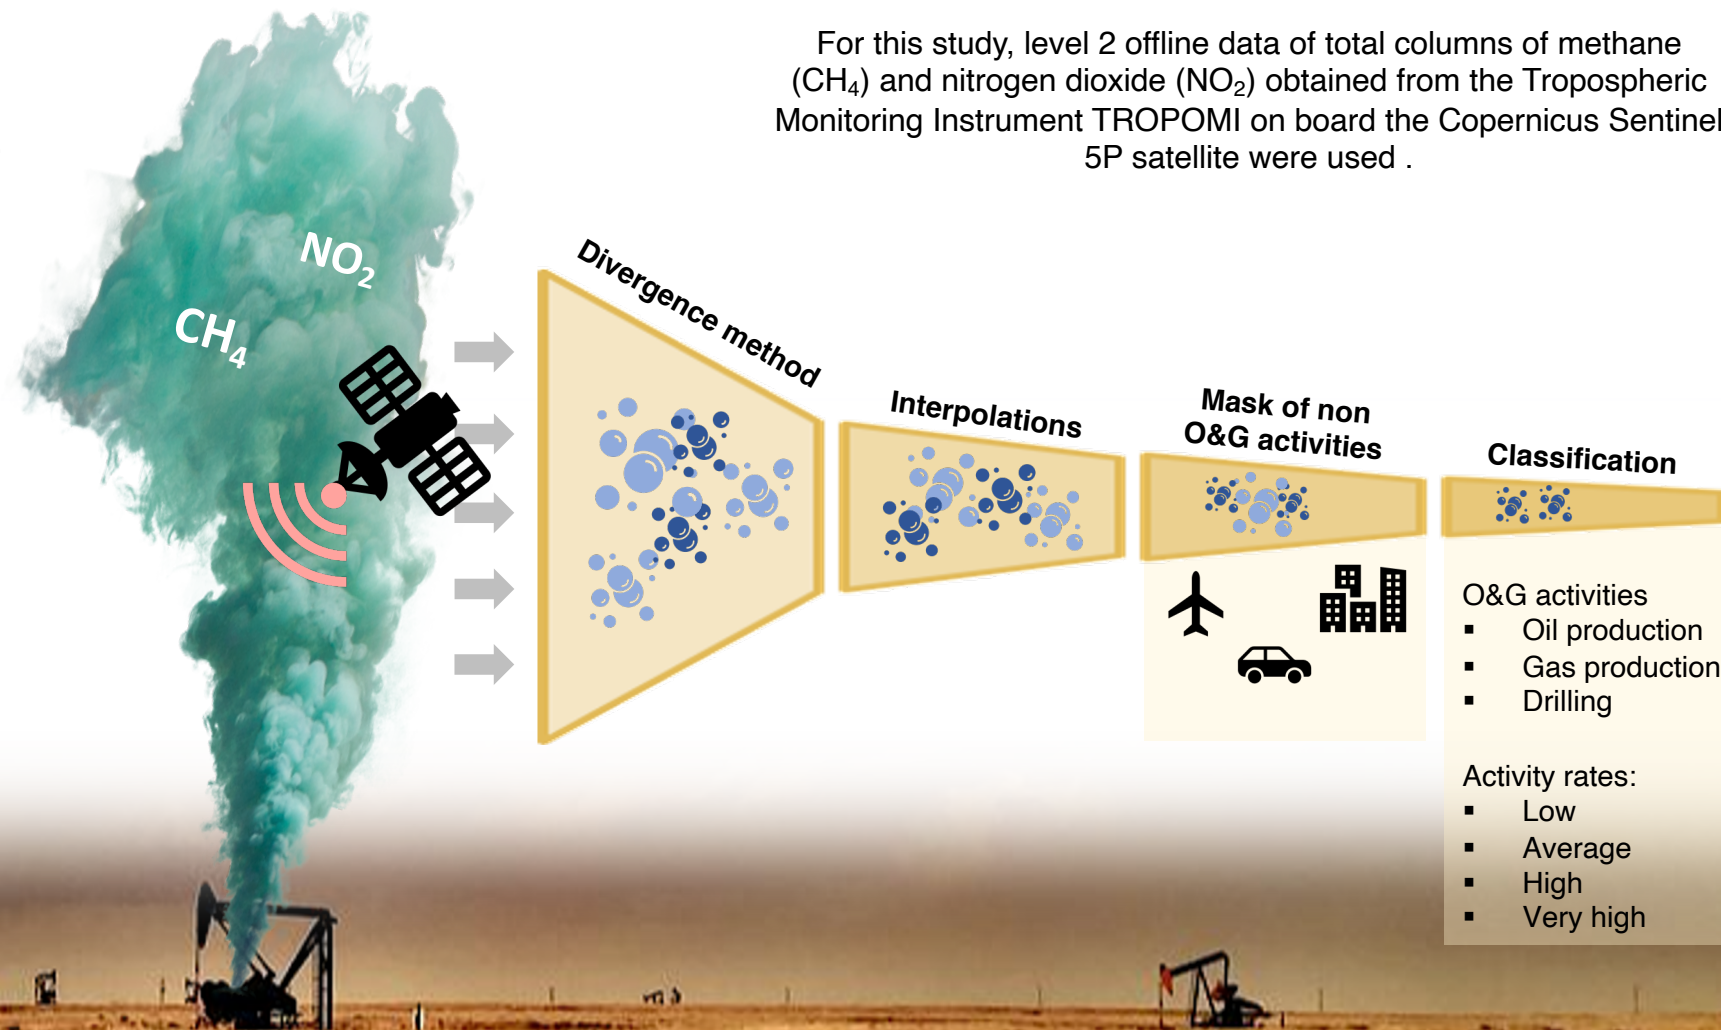 For this study, level 2 offline data of total columns of methane
(CH₄) and nitrogen dioxide (NO₂) obtained from the Tropospheric
Monitoring Instrument TROPOMI on board the Copernicus Sentinel
5P satellite were used .
NO₂
CH₄
Divergence method
Interpolations
Mask of non
O&G activities
Classification
O&G activities
▪ Oil production
▪ Gas production
▪ Drilling
Activity rates:
▪ Low
▪ Average
▪ High
▪ Very high